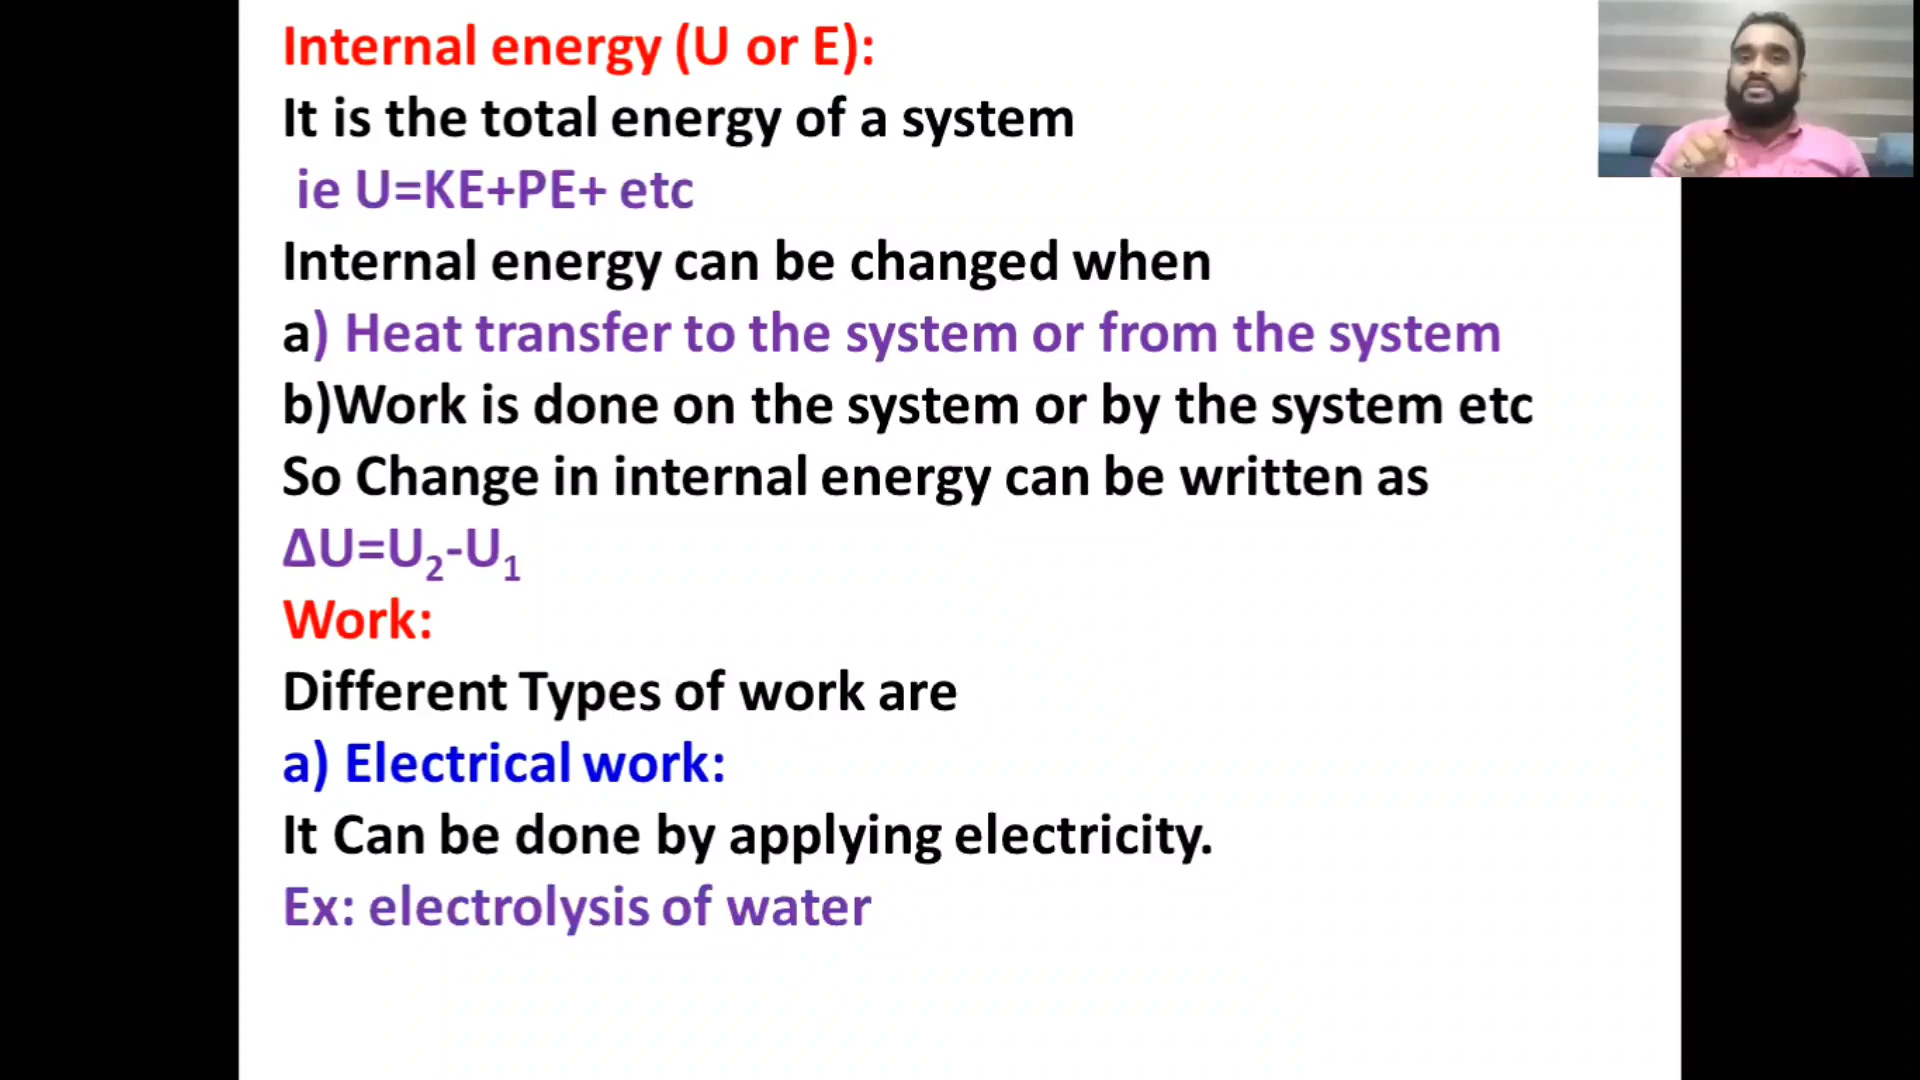 Internal energy (U or E):
It is the total energy of a system
ie U=KE+PE+ etc
Internal energy can be changed when
a) Heat transfer to the system or from the system
b)Work is done on the system or by the system etc
So Change in internal energy can be written as
ΔU=U₂-U₁
Work:
Different Types of work are
a) Electrical work:
It Can be done by applying electricity.
Ex: electrolysis of water